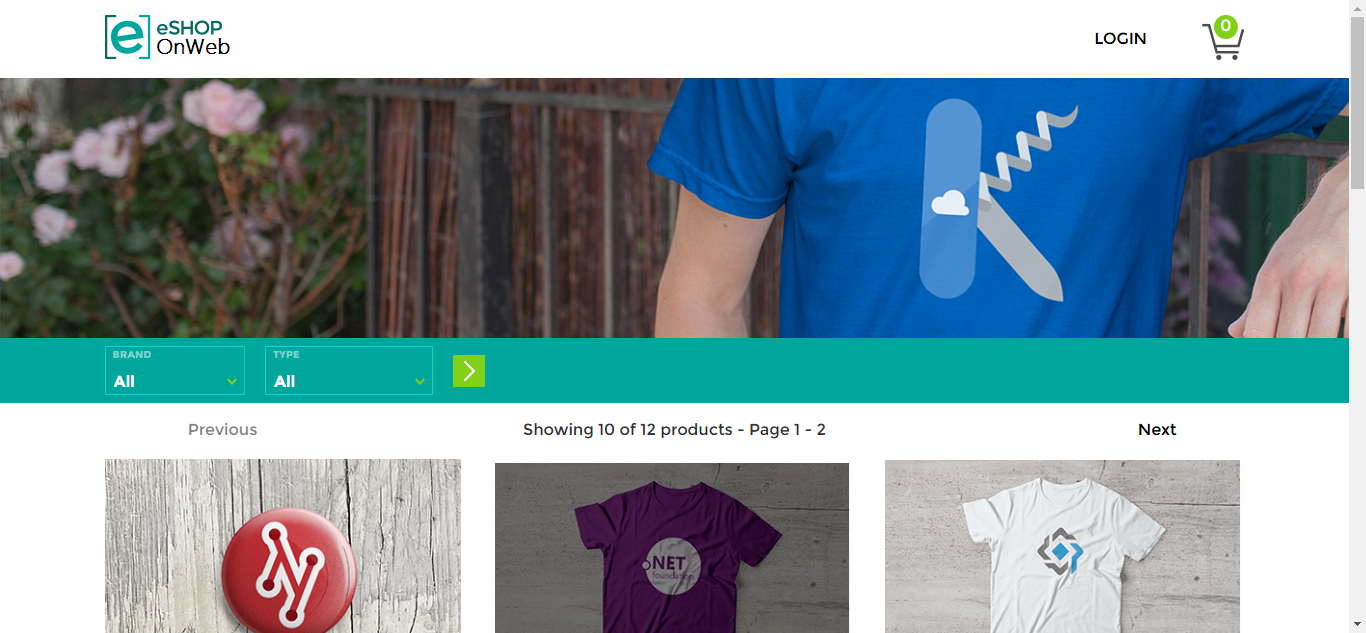 eSHOP
OnWeb
LOGIN
0
BRAND
All
TYPE
All
Previous
Showing 10 of 12 products - Page 1 - 2
Next
.NET
foundation